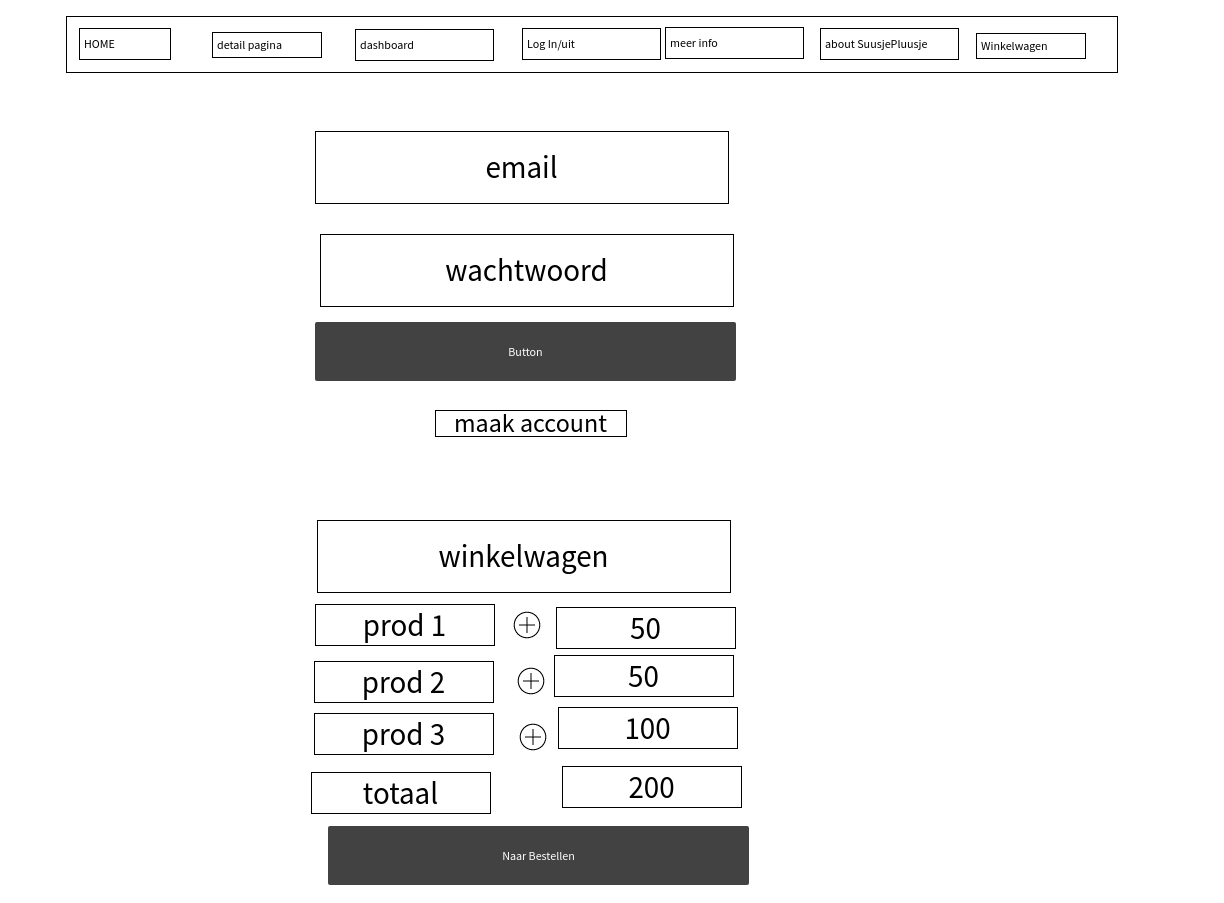 HOME
detail pagina
dashboard
Log In/uit
meer info
about SuusjePluusje
Winkelwagen
email
wachtwoord
Button
maak account
winkelwagen
prod 1
50
prod 2
50
prod 3
100
totaal
200
Naar Bestellen